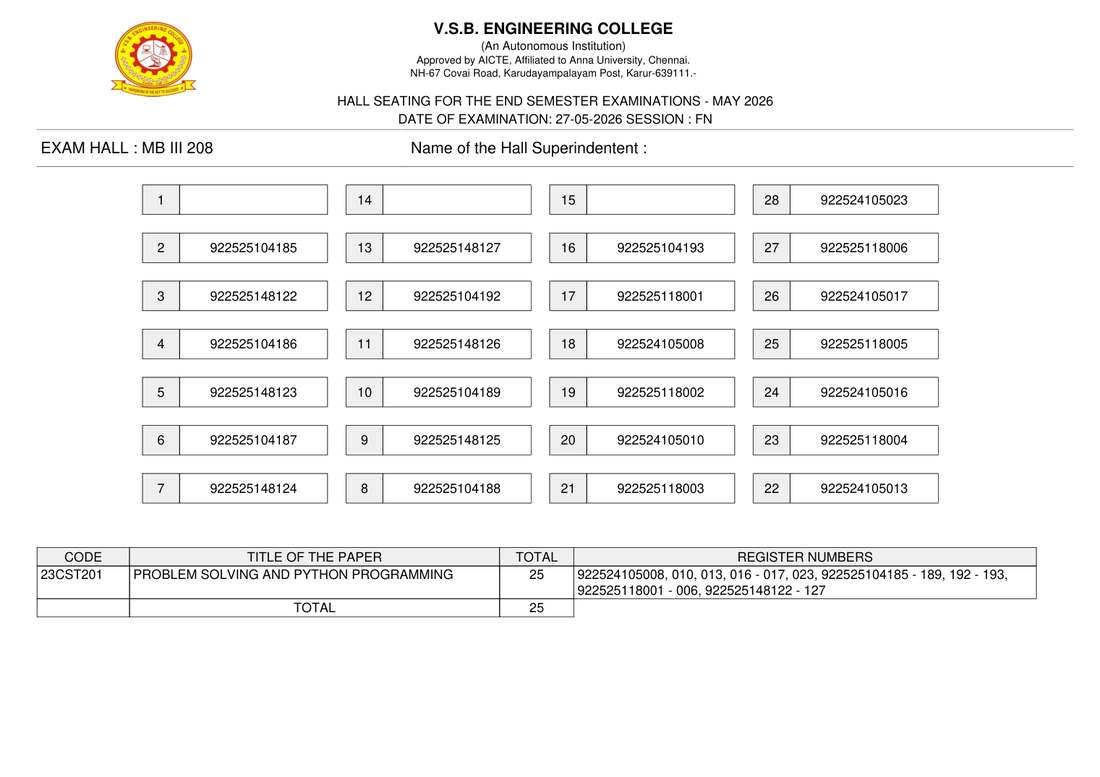 V.S.B. ENGINEERING COLLEGE
(An Autonomous Institution)
Approved by AICTE, Affiliated to Anna University, Chennai.
NH-67 Covai Road, Karudayampalayam Post, Karur-639111.-
HALL SEATING FOR THE END SEMESTER EXAMINATIONS - MAY 2026
DATE OF EXAMINATION: 27-05-2026 SESSION : FN
EXAM HALL : MB III 208 Name of the Hall Superindentent :
1 14 15 28 922524105023
2 922525104185 13 922525148127 16 922525104193 27 922525118006
3 922525148122 12 922525104192 17 922525118001 26 922524105017
4 922525104186 11 922525148126 18 922524105008 25 922525118005
5 922525148123 10 922525104189 19 922525118002 24 922524105016
6 922525104187 9 922525148125 20 922524105010 23 922525118004
7 922525148124 8 922525104188 21 922525118003 22 922524105013
CODE TITLE OF THE PAPER TOTAL REGISTER NUMBERS
23CST201 PROBLEM SOLVING AND PYTHON PROGRAMMING 25 922524105008, 010, 013, 016 - 017, 023, 922525104185 - 189, 192 - 193,
922525118001 - 006, 922525148122 - 127
TOTAL 25